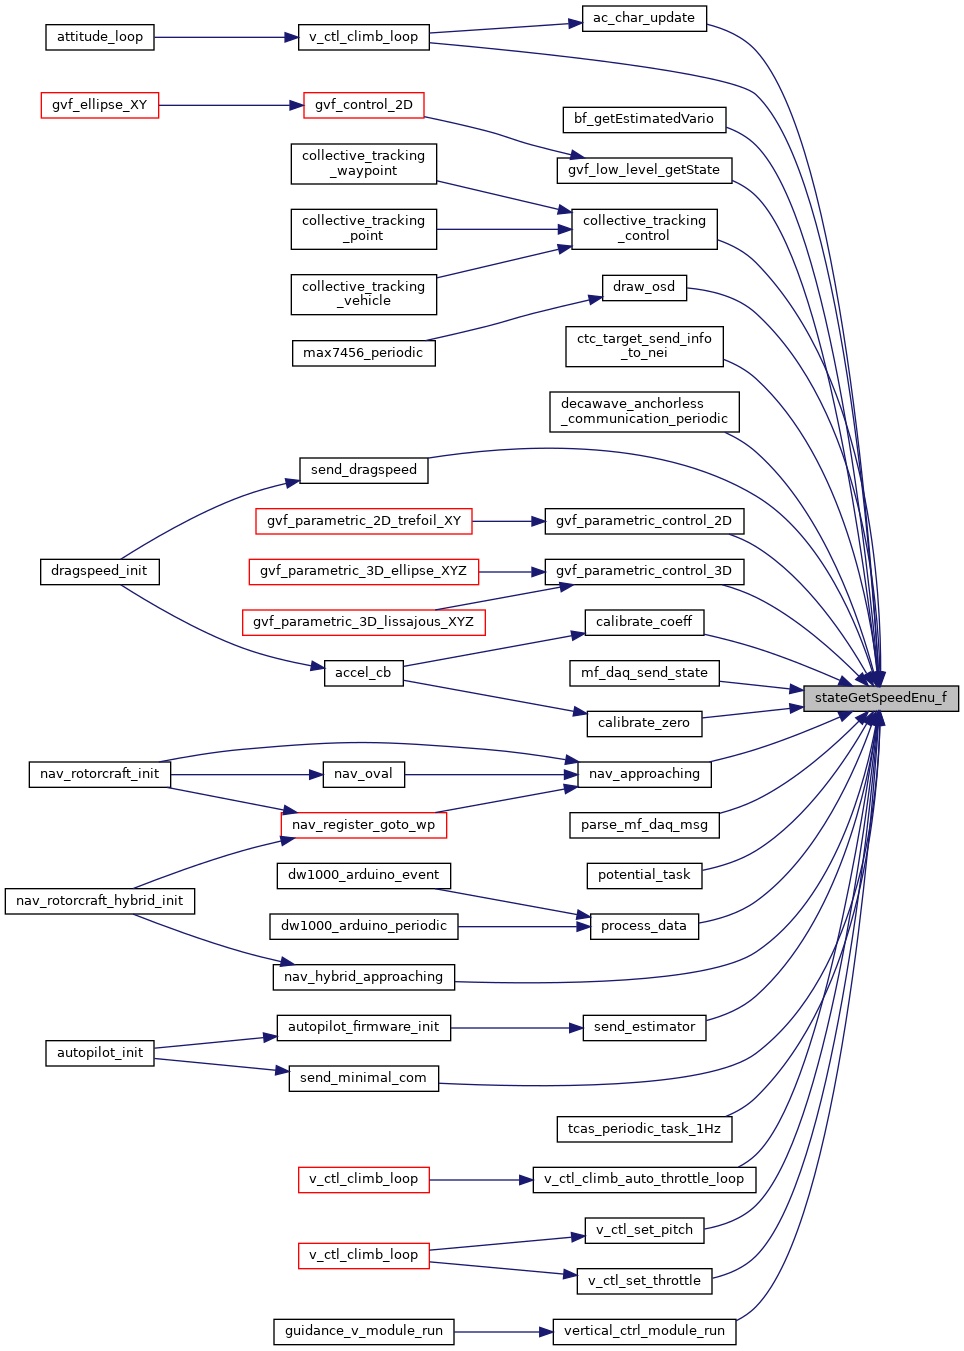 ac_char_update
attitude_loop
v_ctl_climb_loop
gvf_ellipse_XY
gvf_control_2D
bf_getEstimatedVario
collective_tracking
_waypoint
gvf_low_level_getState
collective_tracking
_point
collective_tracking
_control
collective_tracking
_vehicle
draw_osd
max7456_periodic
ctc_target_send_info
_to_nei
decawave_anchorless
_communication_periodic
send_dragspeed
gvf_parametric_2D_trefoil_XY
gvf_parametric_control_2D
dragspeed_init
gvf_parametric_3D_ellipse_XYZ
gvf_parametric_control_3D
gvf_parametric_3D_lissajous_XYZ
calibrate_coeff
accel_cb
mf_daq_send_state
stateGetSpeedEnu_f
calibrate_zero
nav_rotorcraft_init
nav_oval
nav_approaching
nav_register_goto_wp
parse_mf_daq_msg
dw1000_arduino_event
potential_task
nav_rotorcraft_hybrid_init
dw1000_arduino_periodic
process_data
nav_hybrid_approaching
autopilot_firmware_init
send_estimator
autopilot_init
send_minimal_com
tcas_periodic_task_1Hz
v_ctl_climb_loop
v_ctl_climb_auto_throttle_loop
v_ctl_set_pitch
v_ctl_climb_loop
v_ctl_set_throttle
guidance_v_module_run
vertical_ctrl_module_run